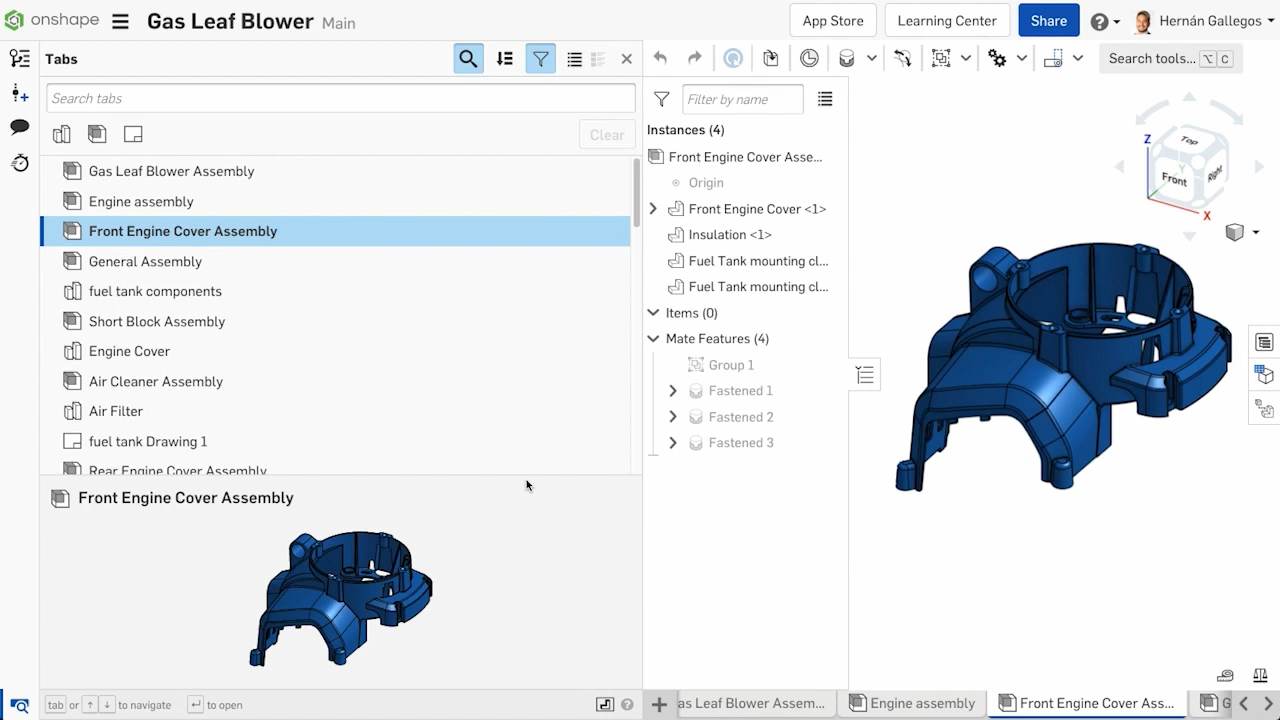 onshape
Gas Leaf Blower Main
App Store
Learning Center
Share
?
Hernán Gallegos
Tabs
Search tools... ⌥ C
Search tabs
Clear
Gas Leaf Blower Assembly
Engine assembly
Front Engine Cover Assembly
General Assembly
fuel tank components
Short Block Assembly
Engine Cover
Air Cleaner Assembly
Air Filter
fuel tank Drawing 1
Rear Engine Cover Assembly
Front Engine Cover Assembly
tab or ↑ ↓ to navigate ↵ to open
?
Filter by name
Instances (4)
Front Engine Cover Asse...
Origin
Front Engine Cover <1>
Insulation <1>
Fuel Tank mounting cl...
Fuel Tank mounting cl...
Items (0)
Mate Features (4)
Group 1
Fastened 1
Fastened 2
Fastened 3
Z
Top
Y
Front
Right
X
as Leaf Blower Assem...
Engine assembly
Front Engine Cover Ass...
G